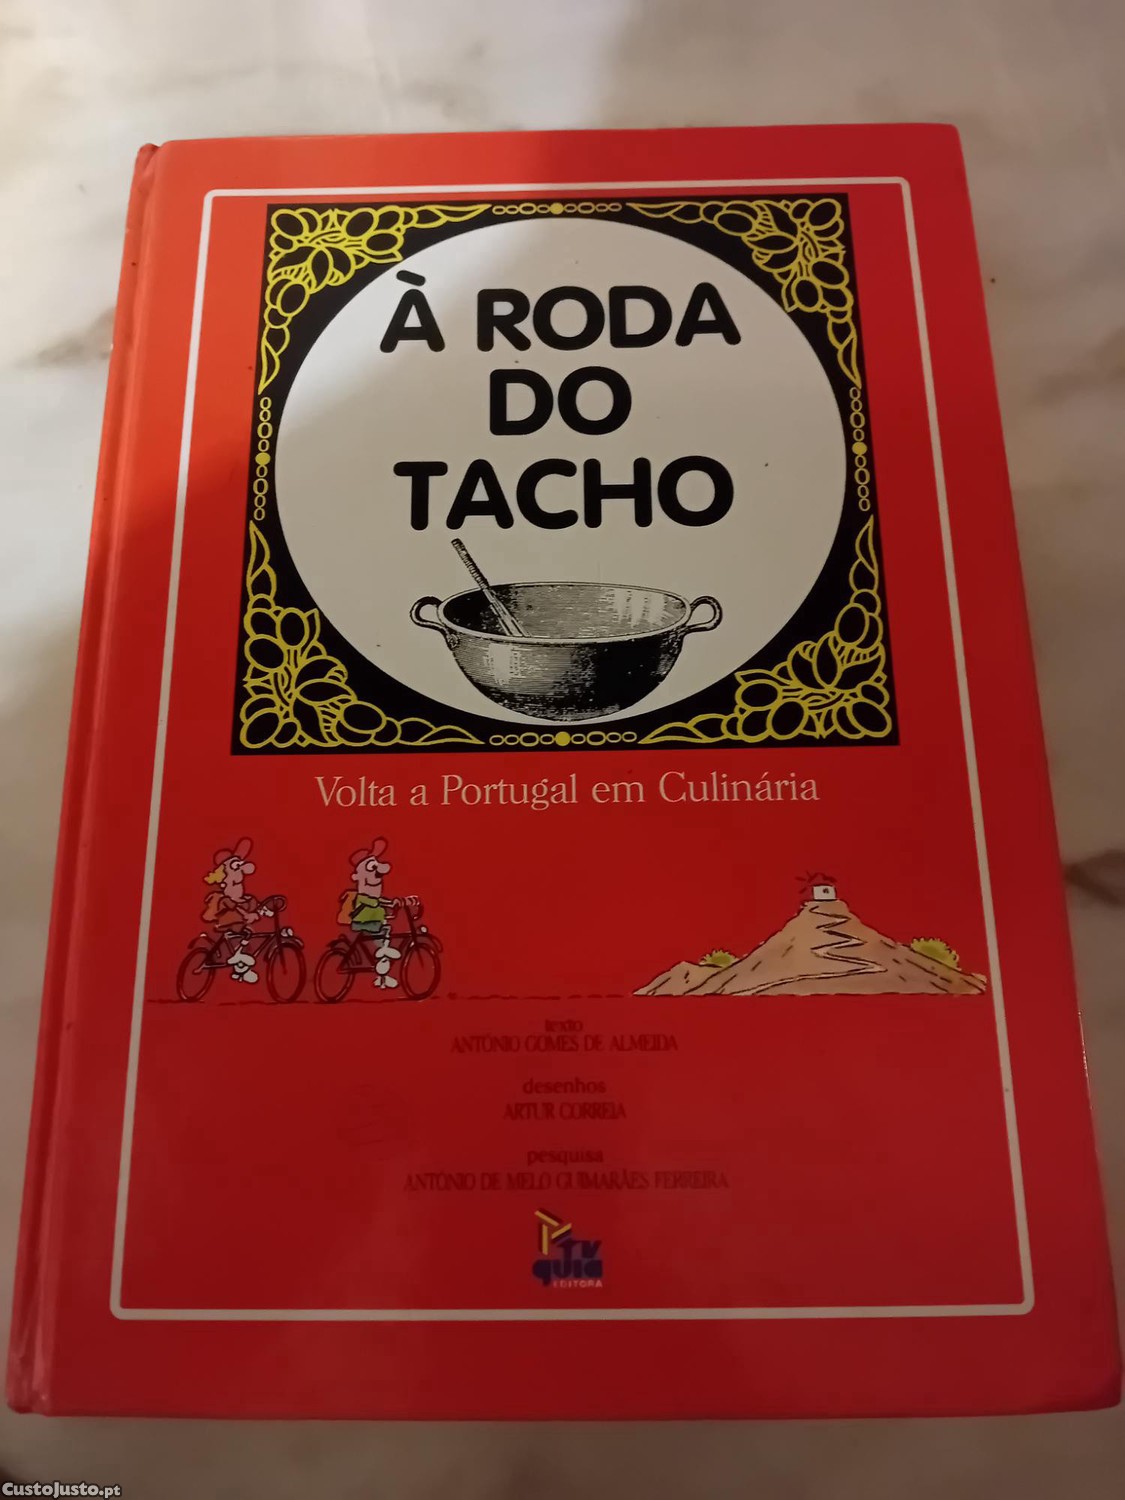 À RODA
DO
TACHO
Volta a Portugal em Culinária
texto
ANTÓNIO GOMES DE ALMEIDA
desenhos
ARTUR CORREIA
pesquisa
ANTÓNIO DE MELO GUIMARÃES FERREIRA
TV
guia
EDITORA
CustoJusto.pt